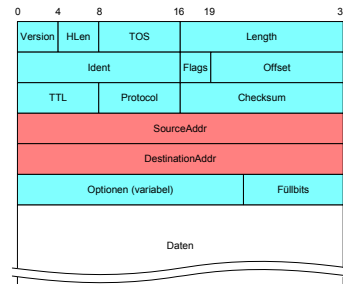 0 4 8 16 19 3
Version HLen TOS Length
Ident Flags Offset
TTL Protocol Checksum
SourceAddr
DestinationAddr
Optionen (variabel) Füllbits
Daten